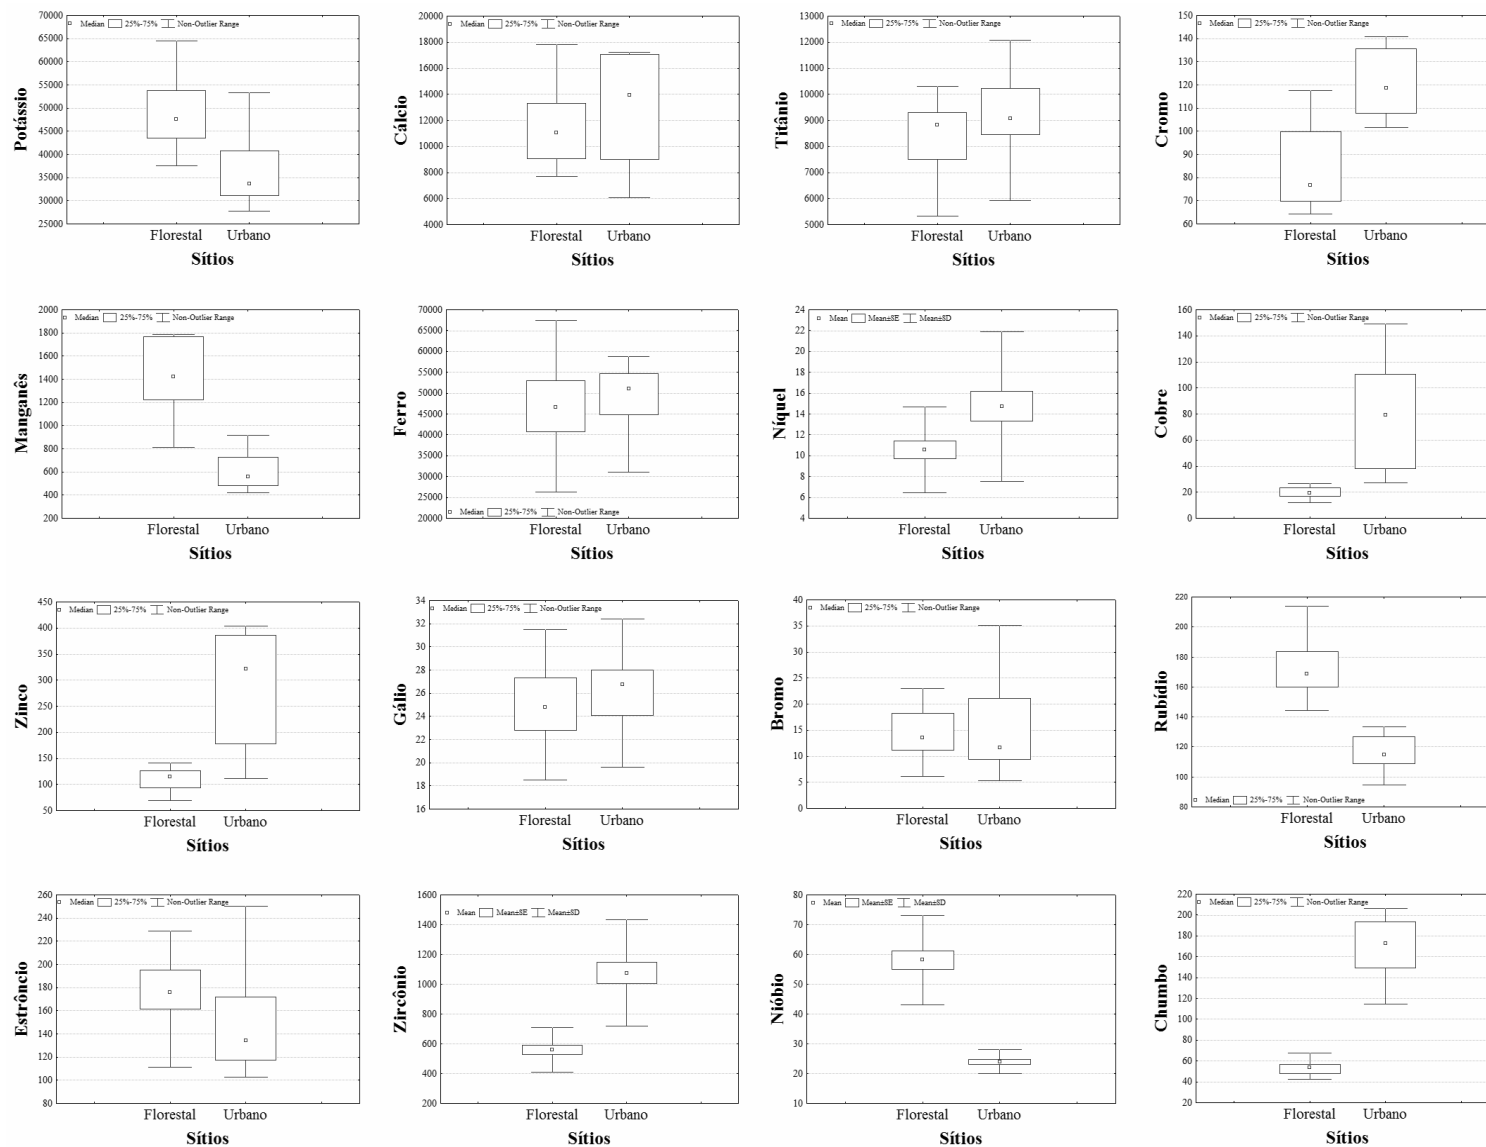 Potássio
Median 25%-75% Non-Outlier Range
70000
65000
60000
55000
50000
45000
40000
35000
30000
25000
Florestal Urbano
Sítios
Cálcio
Median 25%-75% Non-Outlier Range
20000
18000
16000
14000
12000
10000
8000
6000
4000
Florestal Urbano
Sítios
Titânio
Median 25%-75% Non-Outlier Range
13000
12000
11000
10000
9000
8000
7000
6000
5000
Florestal Urbano
Sítios
Cromo
Median 25%-75% Non-Outlier Range
150
140
130
120
110
100
90
80
70
60
Florestal Urbano
Sítios
Manganês
Median 25%-75% Non-Outlier Range
2000
1800
1600
1400
1200
1000
800
600
400
200
Florestal Urbano
Sítios
Ferro
70000
65000
60000
55000
50000
45000
40000
35000
30000
25000
20000
Median 25%-75% Non-Outlier Range
Florestal Urbano
Sítios
Níquel
Mean Mean±SE Mean±SD
24
22
20
18
16
14
12
10
8
6
4
Florestal Urbano
Sítios
Cobre
Median 25%-75% Non-Outlier Range
160
140
120
100
80
60
40
20
0
Florestal Urbano
Sítios
Zinco
Median 25%-75% Non-Outlier Range
450
400
350
300
250
200
150
100
50
Florestal Urbano
Sítios
Gálio
Median 25%-75% Non-Outlier Range
34
32
30
28
26
24
22
20
18
16
Florestal Urbano
Sítios
Bromo
Median 25%-75% Non-Outlier Range
40
35
30
25
20
15
10
5
0
Florestal Urbano
Sítios
Rubídio
220
200
180
160
140
120
100
80
Median 25%-75% Non-Outlier Range
Florestal Urbano
Sítios
Estrôncio
Median 25%-75% Non-Outlier Range
260
240
220
200
180
160
140
120
100
80
Florestal Urbano
Sítios
Zircônio
Mean Mean±SE Mean±SD
1600
1400
1200
1000
800
600
400
200
Florestal Urbano
Sítios
Nióbio
Mean Mean±SE Mean±SD
80
70
60
50
40
30
20
10
Florestal Urbano
Sítios
Chumbo
Median 25%-75% Non-Outlier Range
220
200
180
160
140
120
100
80
60
40
20
Florestal Urbano
Sítios